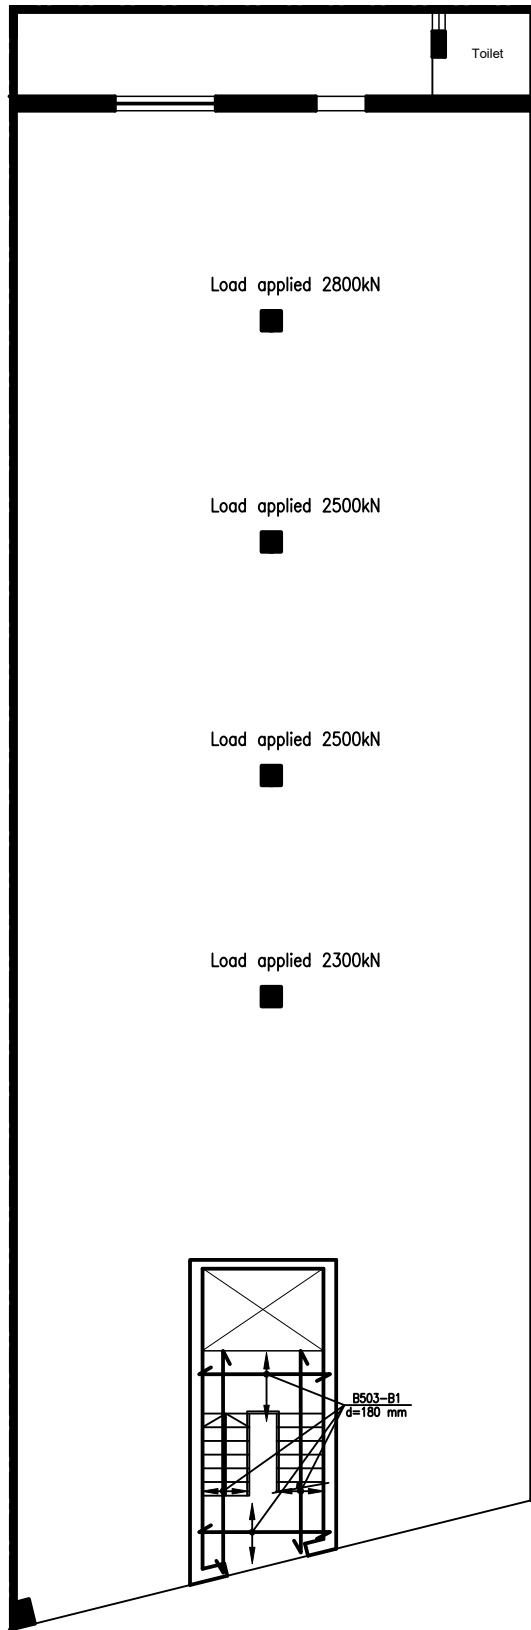 Toilet
Load applied 2800kN
Load applied 2500kN
Load applied 2500kN
Load applied 2300kN
B503-B1
d=180 mm